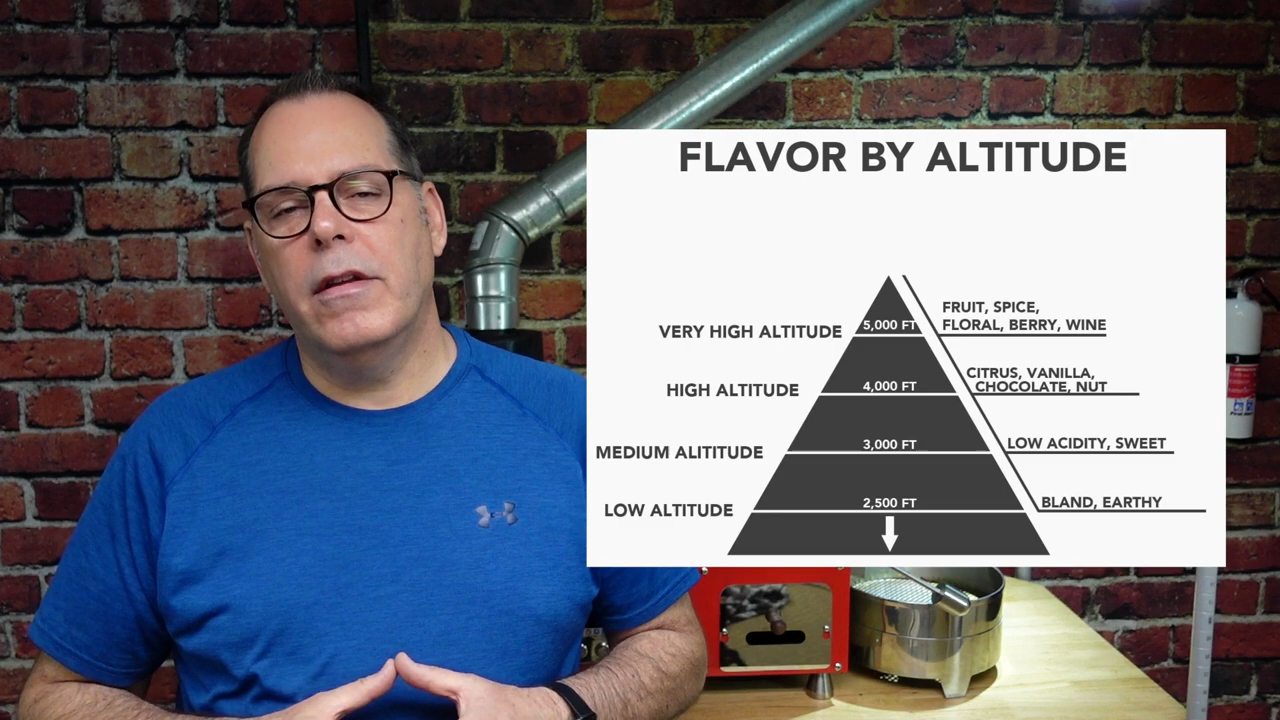 FLAVOR BY ALTITUDE
FRUIT, SPICE,
FLORAL, BERRY, WINE
VERY HIGH ALTITUDE
5,000 FT
CITRUS, VANILLA,
CHOCOLATE, NUT
HIGH ALTITUDE
4,000 FT
LOW ACIDITY, SWEET
MEDIUM ALITITUDE
3,000 FT
BLAND, EARTHY
LOW ALTITUDE
2,500 FT